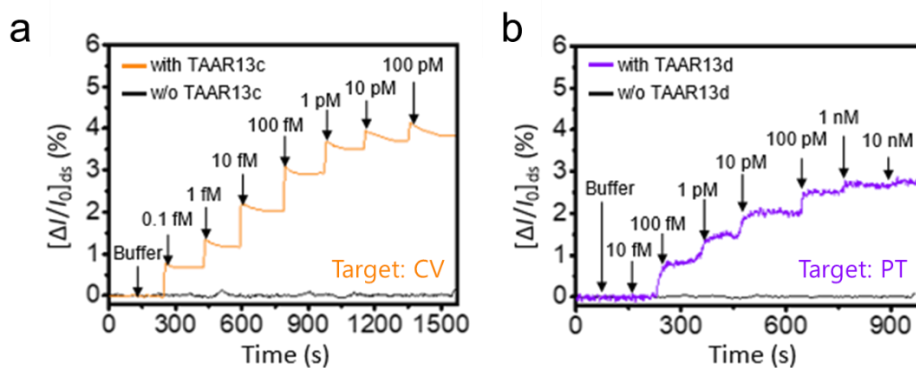 a
6
5
4
3
2
1
0
[ΔI/I0]ds (%)
with TAAR13c
w/o TAAR13c
Buffer
0.1 fM
1 fM
10 fM
100 fM
1 pM
10 pM
100 pM
Target: CV
0 300 600 900 1200 1500
Time (s)
b
6
5
4
3
2
1
0
[ΔI/I0]ds (%)
with TAAR13d
w/o TAAR13d
Buffer
10 fM
100 fM
1 pM
10 pM
100 pM
1 nM
10 nM
Target: PT
0 300 600 900
Time (s)